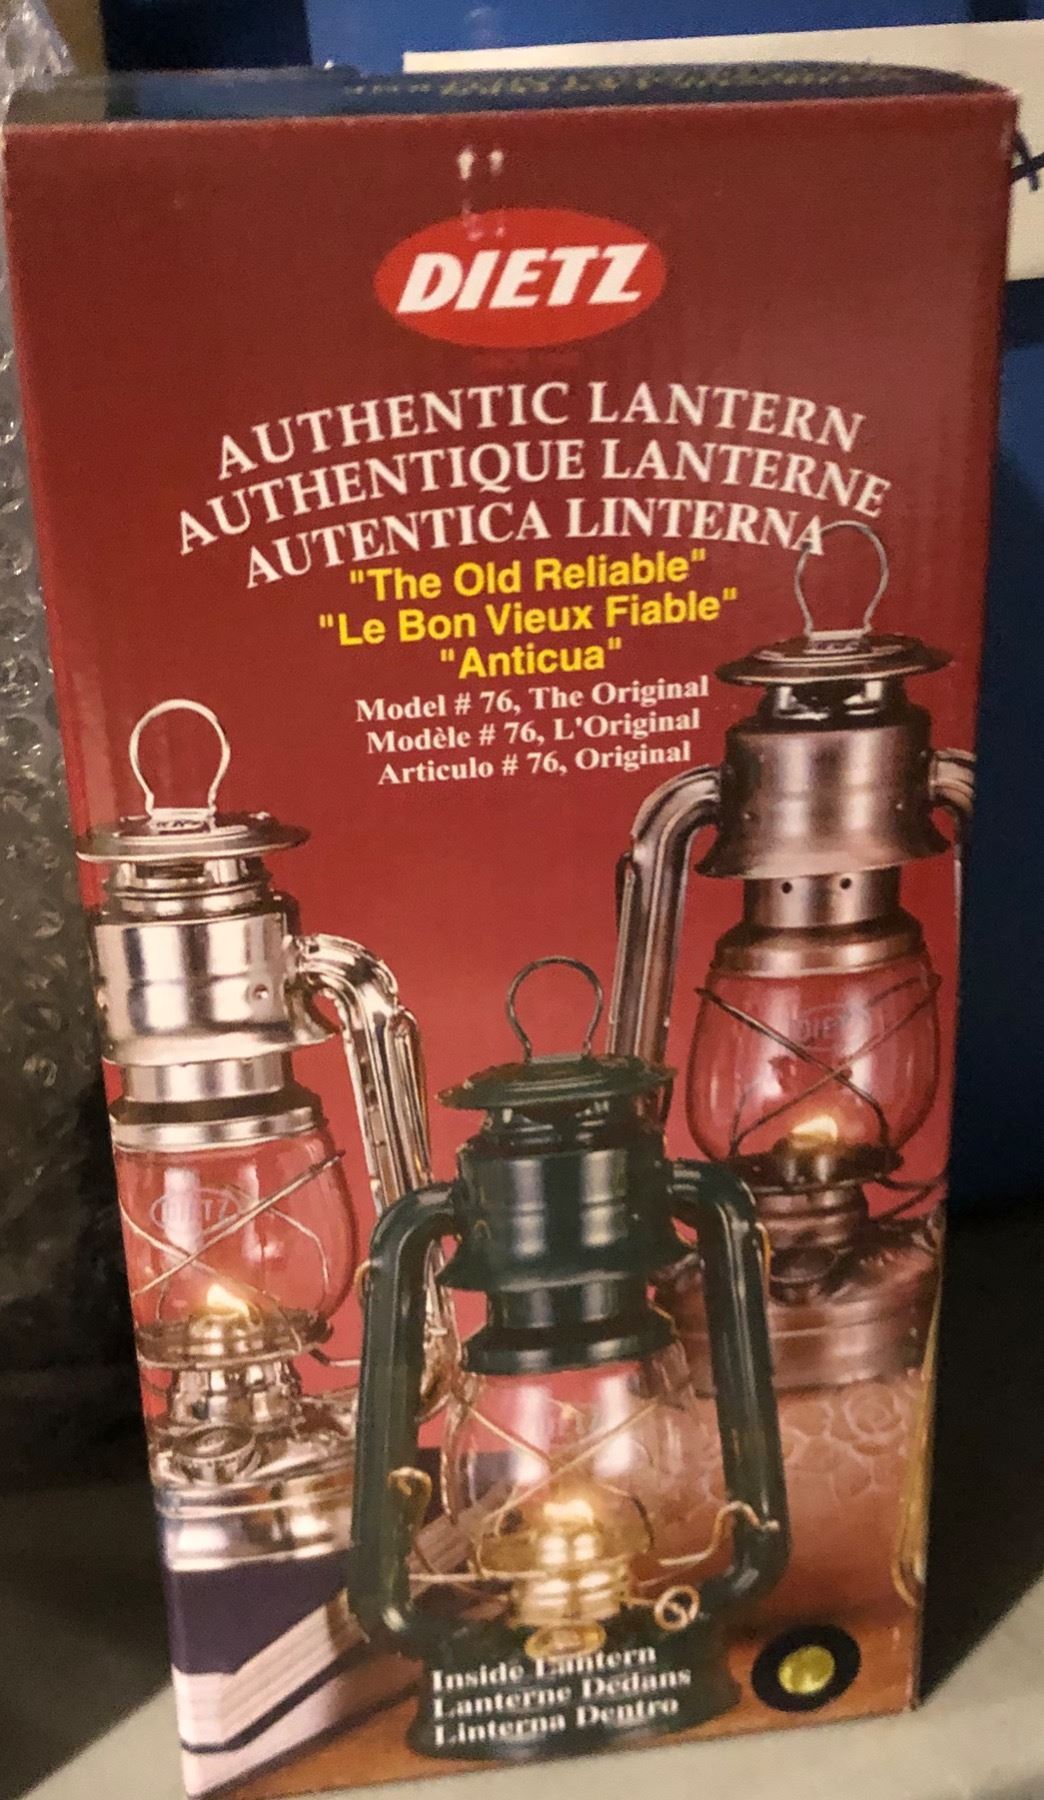 DIETZ
AUTHENTIC LANTERN
AUTHENTIQUE LANTERNE
AUTENTICA LINTERNA
"The Old Reliable"
"Le Bon Vieux Fiable"
"Anticua"
Model # 76, The Original
Modèle # 76, L'Original
Articulo # 76, Original
DIETZ
DIETZ
Inside Lantern
Lanterne Dedans
Linterna Dentro